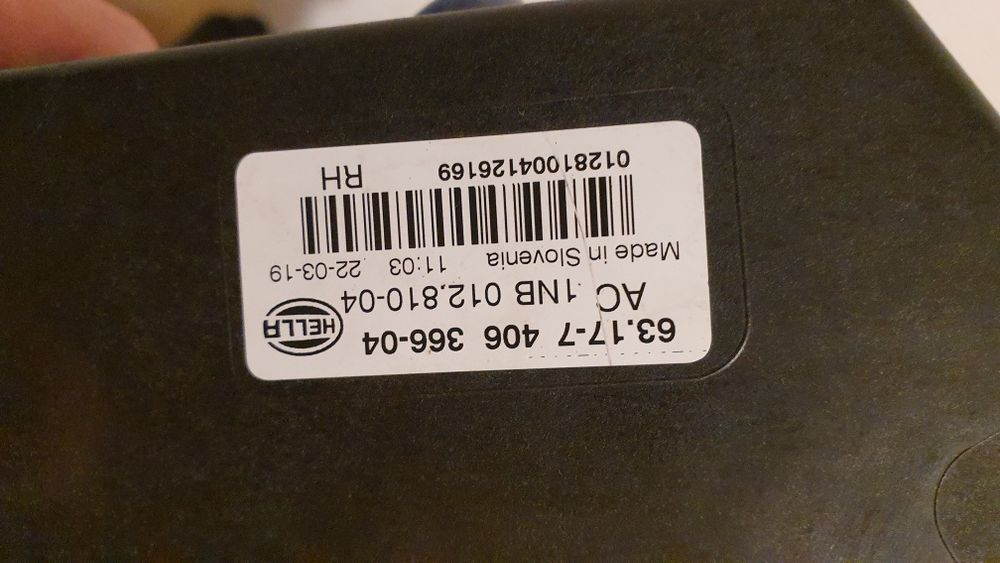 63.17-7 406 366-04
AC 1NB 012.810-04
HELLA
Made in Slovenia 11:03 22-03-19
01281004126169 RH